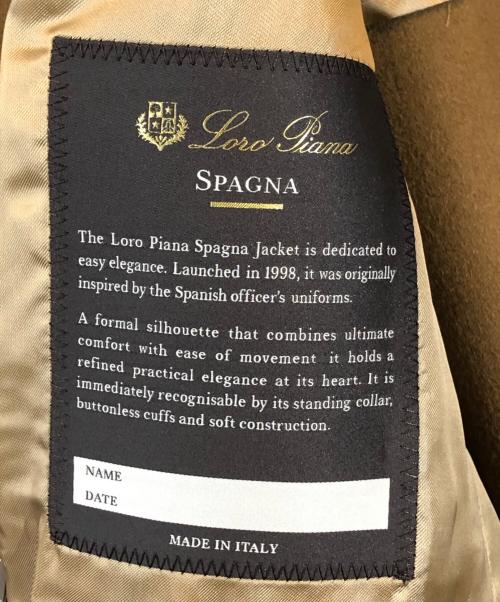 Loro Piana
SPAGNA
The Loro Piana Spagna Jacket is dedicated to
easy elegance. Launched in 1998, it was originally
inspired by the Spanish officer's uniforms.
A formal silhouette that combines ultimate
comfort with ease of movement it holds a
refined practical elegance at its heart. It is
immediately recognisable by its standing collar,
buttonless cuffs and soft construction.
NAME
DATE
MADE IN ITALY